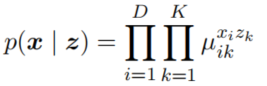 p(x | z) = ∏_{i=1}^{D} ∏_{k=1}^{K} μ_{ik}^{x_i z_k}